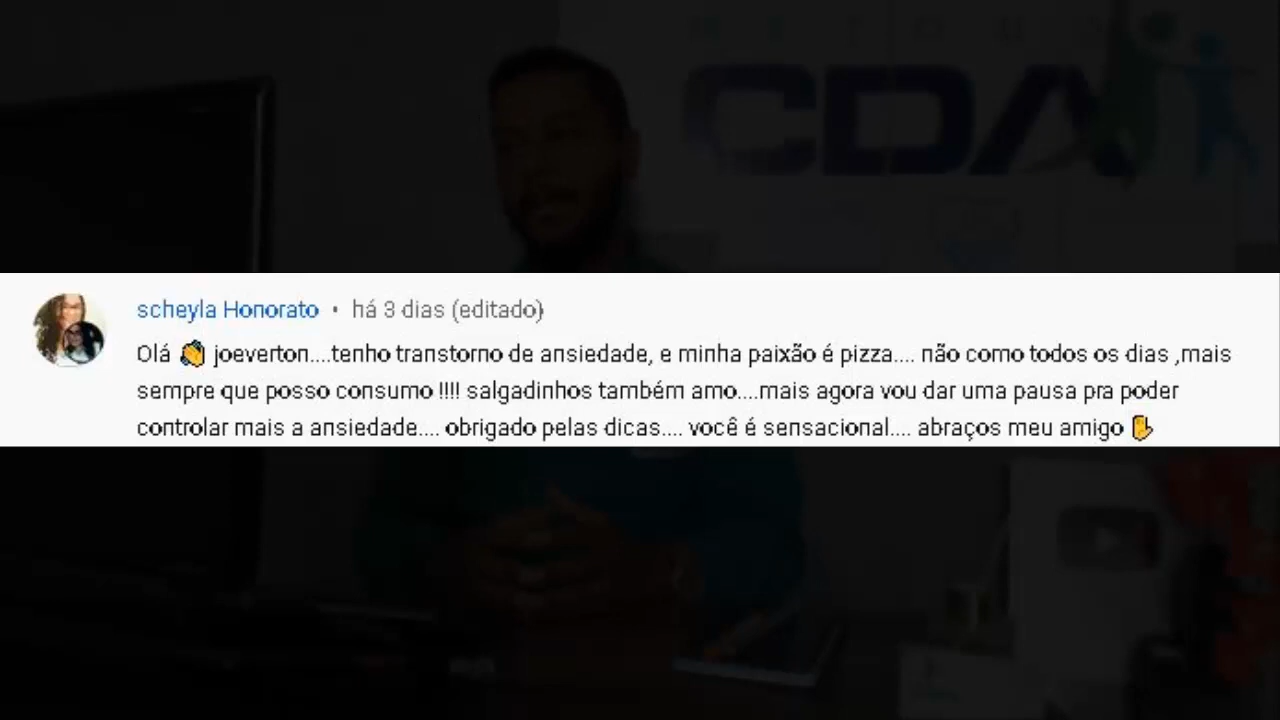 M É T O D O
CDA
scheyla Honorato • há 3 dias (editado)
Olá 👏 joeverton....tenho transtorno de ansiedade, e minha paixão é pizza.... não como todos os dias ,mais
sempre que posso consumo !!!! salgadinhos também amo....mais agora vou dar uma pausa pra poder
controlar mais a ansiedade.... obrigado pelas dicas.... você é sensacional.... abraços meu amigo ✋